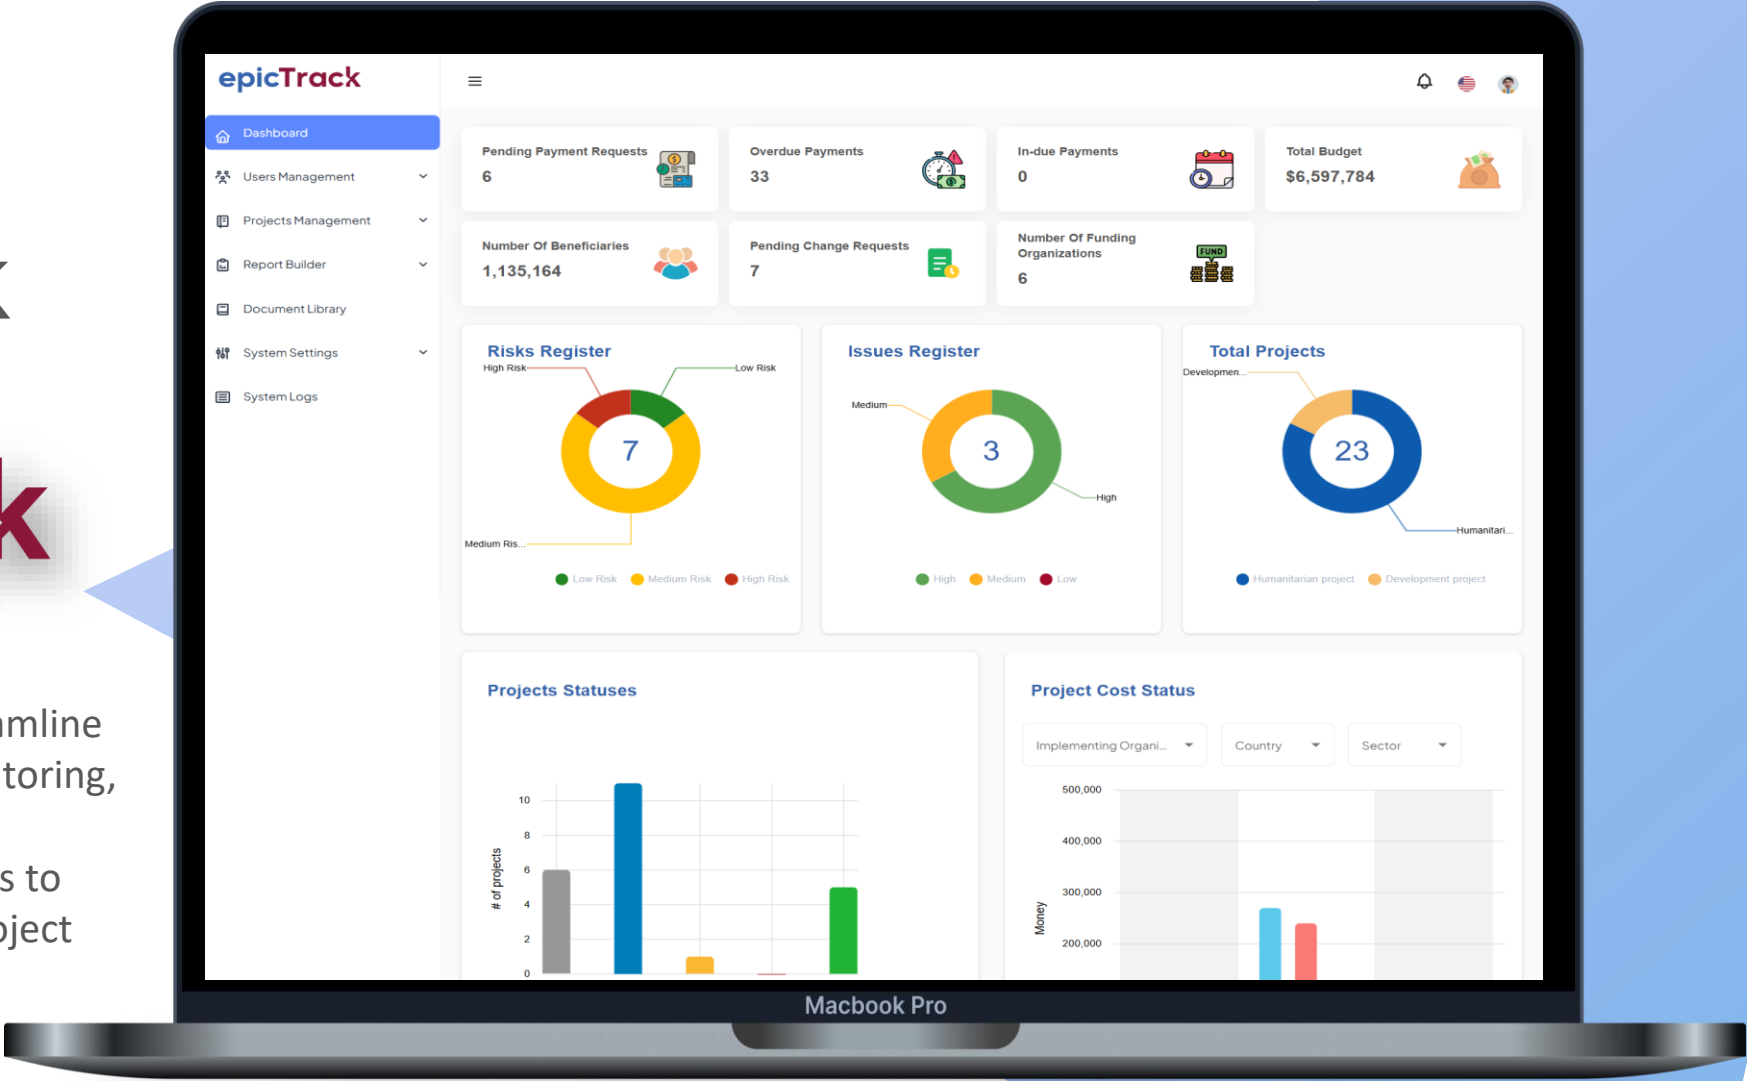 epicTrack
Dashboard
Users Management
Projects Management
Report Builder
Document Library
System Settings
System Logs
Pending Payment Requests
6
Overdue Payments
33
In-due Payments
0
Total Budget
$6,597,784
Number Of Beneficiaries
1,135,164
Pending Change Requests
7
Number Of Funding
Organizations
6
FUND
Risks Register
High Risk
Low Risk
7
Medium Ris...
Low Risk Medium Risk High Risk
Issues Register
Medium
3
High
High Medium Low
Total Projects
Developmen...
23
Humanitari...
Humanitarian project Development project
Projects Statuses
# of projects
10
8
6
4
2
0
Project Cost Status
Implementing Organi... Country Sector
Money
500,000
400,000
300,000
200,000
Macbook Pro
k
k
mline
toring,
s to
ject